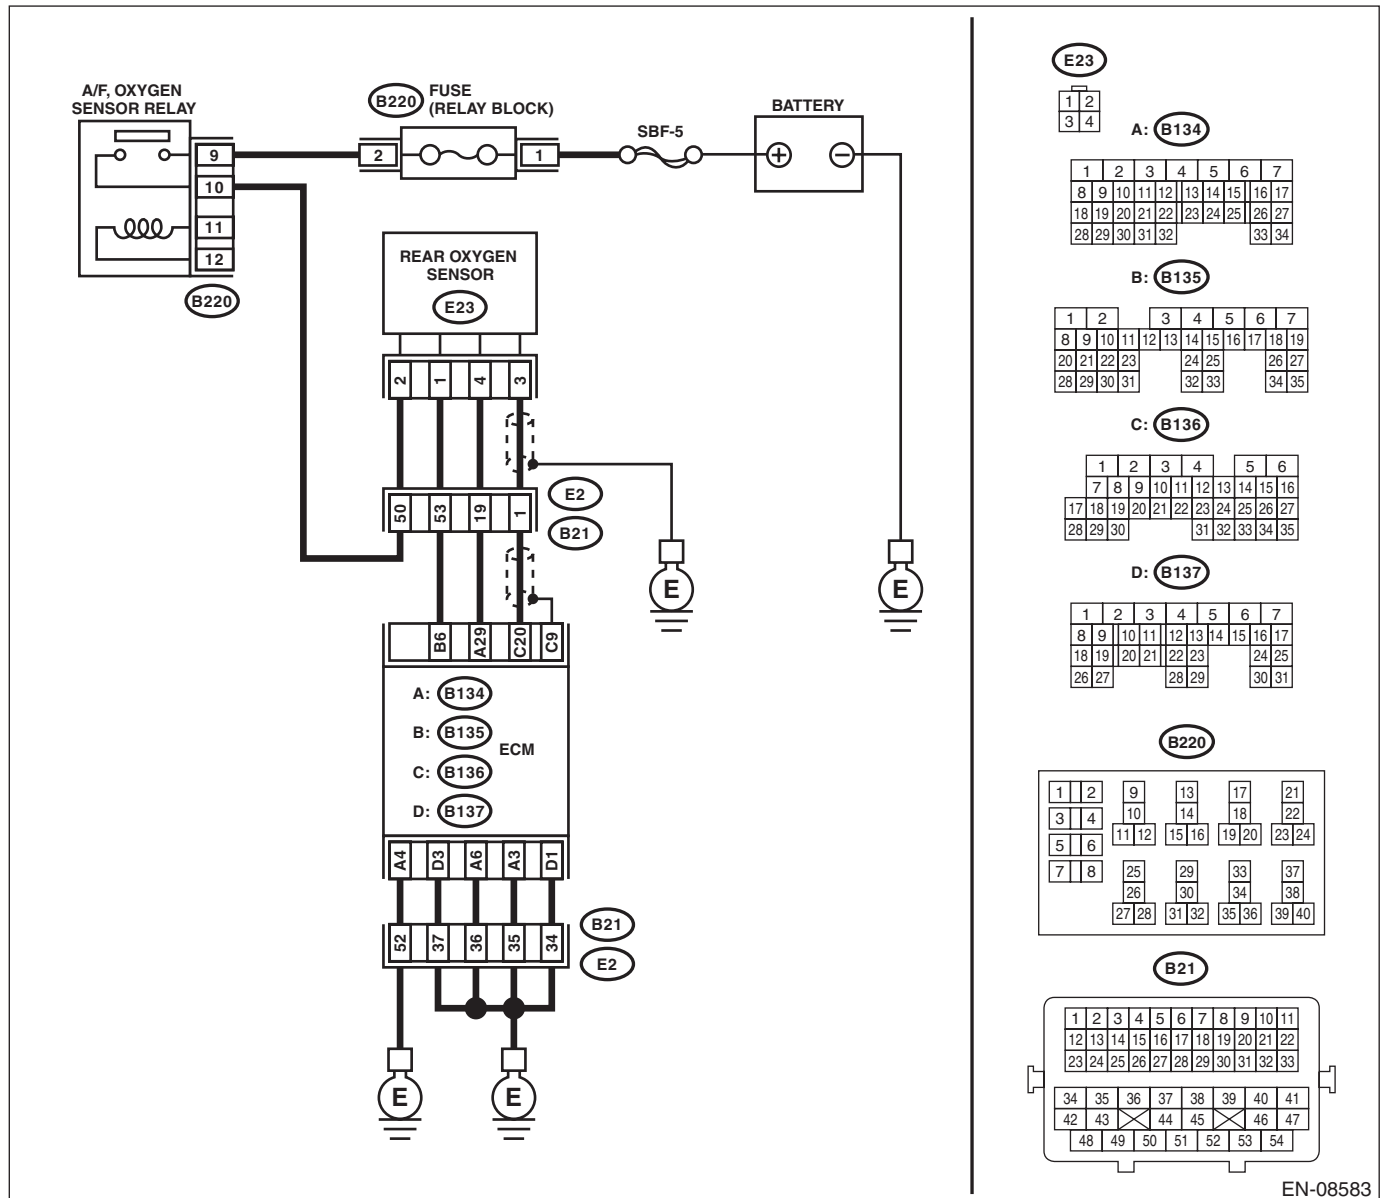 A/F, OXYGEN
SENSOR RELAY
9
10
11
12
B220
B220
FUSE
(RELAY BLOCK)
2
1
SBF-5
BATTERY
+
−
REAR OXYGEN
SENSOR
E23
2 1 4 3
50 53 19 1
E2
B21
E
E
B6 A29 C20 C9
A: B134
B: B135
C: B136
D: B137
ECM
A4 D3 A6 A3 D1
52 37 36 35 34
B21
E2
E
E
E23
1 2
3 4
A: B134
1 2 3 4 5 6 7
8 9 10 11 12 13 14 15 16 17
18 19 20 21 22 23 24 25 26 27
28 29 30 31 32 33 34
B: B135
1 2 3 4 5 6 7
8 9 10 11 12 13 14 15 16 17 18 19
20 21 22 23 24 25 26 27
28 29 30 31 32 33 34 35
C: B136
1 2 3 4 5 6
7 8 9 10 11 12 13 14 15 16
17 18 19 20 21 22 23 24 25 26 27
28 29 30 31 32 33 34 35
D: B137
1 2 3 4 5 6 7
8 9 10 11 12 13 14 15 16 17
18 19 20 21 22 23 24 25
26 27 28 29 30 31
B220
1 2 9 13 17 21
3 4 10 14 18 22
11 12 15 16 19 20 23 24
5 6
7 8 25 29 33 37
26 30 34 38
27 28 31 32 35 36 39 40
B21
1 2 3 4 5 6 7 8 9 10 11
12 13 14 15 16 17 18 19 20 21 22
23 24 25 26 27 28 29 30 31 32 33
34 35 36 37 38 39 40 41
42 43 44 45 46 47
48 49 50 51 52 53 54
EN-08583